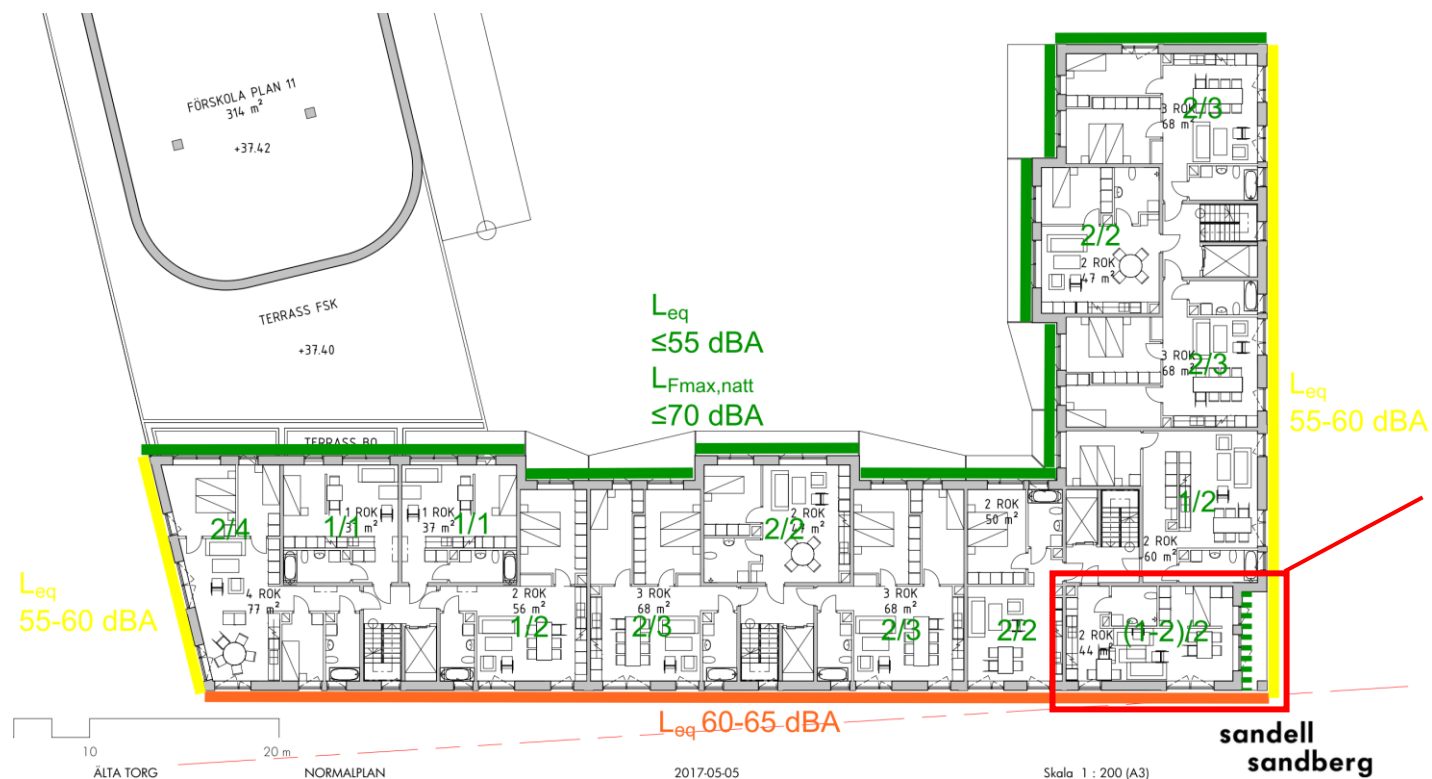 FÖRSKOLA PLAN 11
314 m²
+37.42
TERRASS FSK
+37.40
TERRASS BO
Leq
≤55 dBA
LFmax,natt
≤70 dBA
3 ROK
68 m²
2/3
2/2
2 ROK
47 m²
3 ROK
68 m²
2/3
Leq
55-60 dBA
1/2
2 ROK
60 m²
Leq
55-60 dBA
2/4
4 ROK
77 m²
1 ROK
37 m²
1/1
1 ROK
37 m²
1/1
2 ROK
56 m²
1/2
3 ROK
68 m²
2/3
2/2
2 ROK
3 ROK
68 m²
2/3
2 ROK
50 m²
2/2
2 ROK
44 m²
(1-2)/2
Leq 60-65 dBA
10
20 m
ÄLTA TORG
NORMALPLAN
2017-05-05
Skala 1 : 200 (A3)
sandell
sandberg